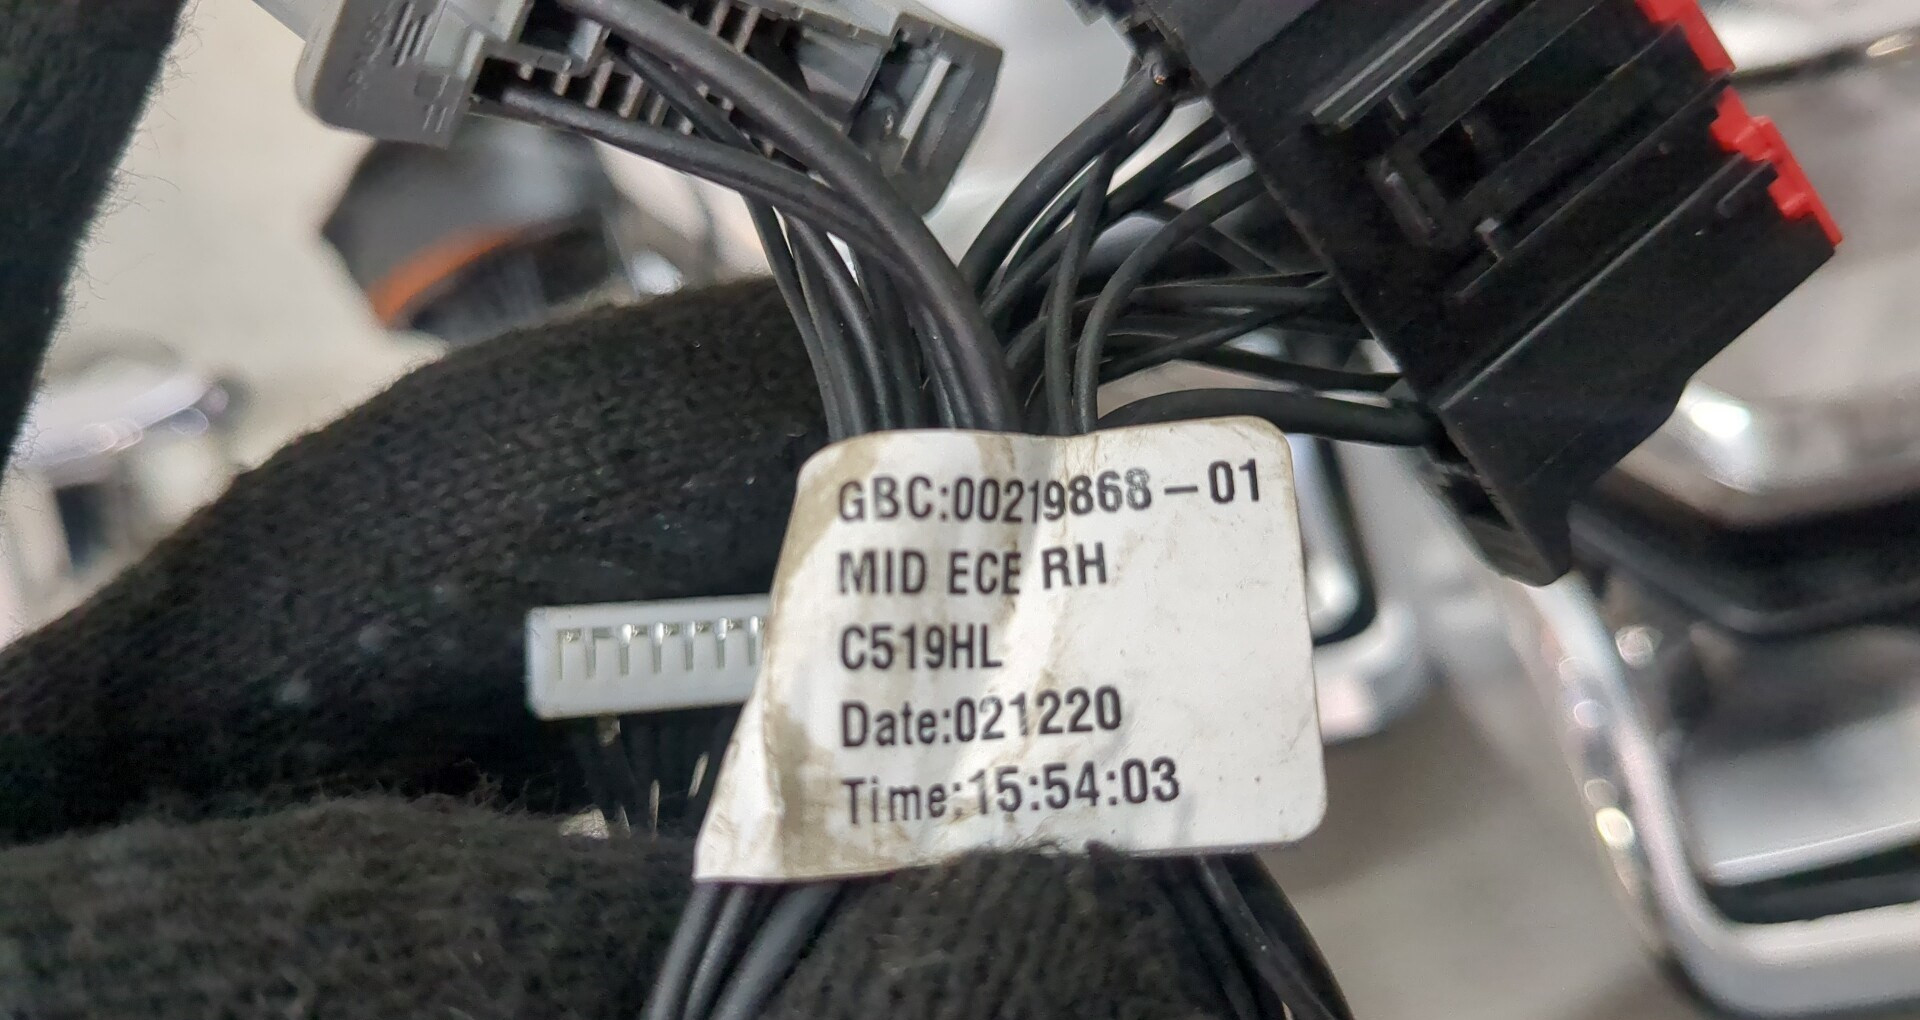 GBC:00219868-01
MID ECE RH
C519HL
Date:021220
Time:15:54:03